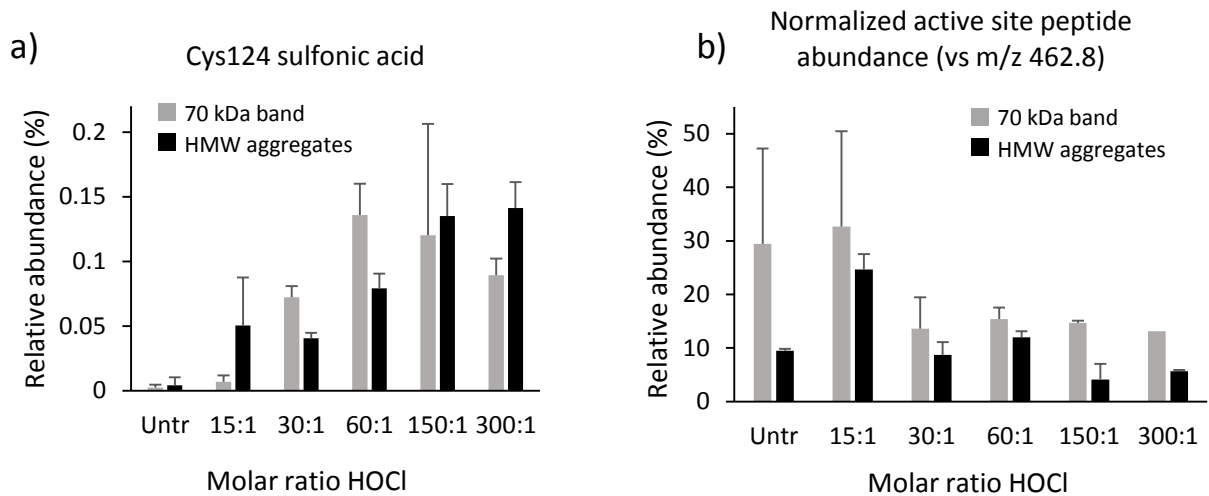 a)
Cys124 sulfonic acid
70 kDa band
HMW aggregates
Relative abundance (%)
0.2
0.15
0.1
0.05
0
Untr 15:1 30:1 60:1 150:1 300:1
Molar ratio HOCl
b)
Normalized active site peptide
abundance (vs m/z 462.8)
70 kDa band
HMW aggregates
Relative abundance (%)
50
40
30
20
10
0
Untr 15:1 30:1 60:1 150:1 300:1
Molar ratio HOCl